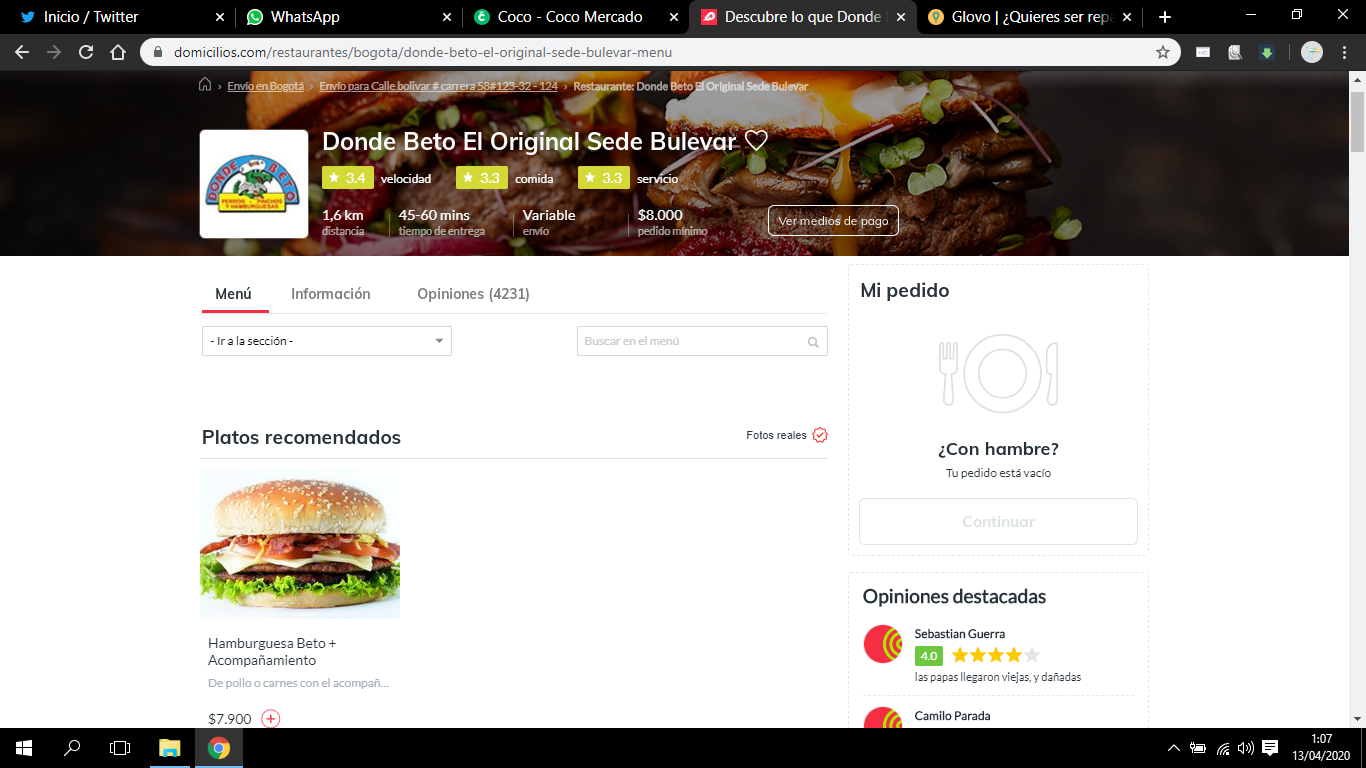 Inicio / Twitter
WhatsApp
Coco - Coco Mercado
Descubre lo que Donde
Glovo | ¿Quieres ser repa
domicilios.com/restaurantes/bogota/donde-beto-el-original-sede-bulevar-menu
Envío en Bogotá › Envío para Calle bolivar # carrera 58#123-32 - 124 › Restaurante: Donde Beto El Original Sede Bulevar
DONDE BETO
PERROS - PINCHOS
Y HAMBURGUESAS
Donde Beto El Original Sede Bulevar
3.4 velocidad 3.3 comida 3.3 servicio
1,6 km 45-60 mins Variable $8.000
distancia tiempo de entrega envío pedido mínimo
Ver medios de pago
Menú Información Opiniones (4231)
- Ir a la sección -
Buscar en el menú
Platos recomendados
Fotos reales
Hamburguesa Beto +
Acompañamiento
De pollo o carnes con el acompañ...
$7.900
Mi pedido
¿Con hambre?
Tu pedido está vacío
Continuar
Opiniones destacadas
Sebastian Guerra
4.0
las papas llegaron viejas, y dañadas
Camilo Parada
1:07
13/04/2020